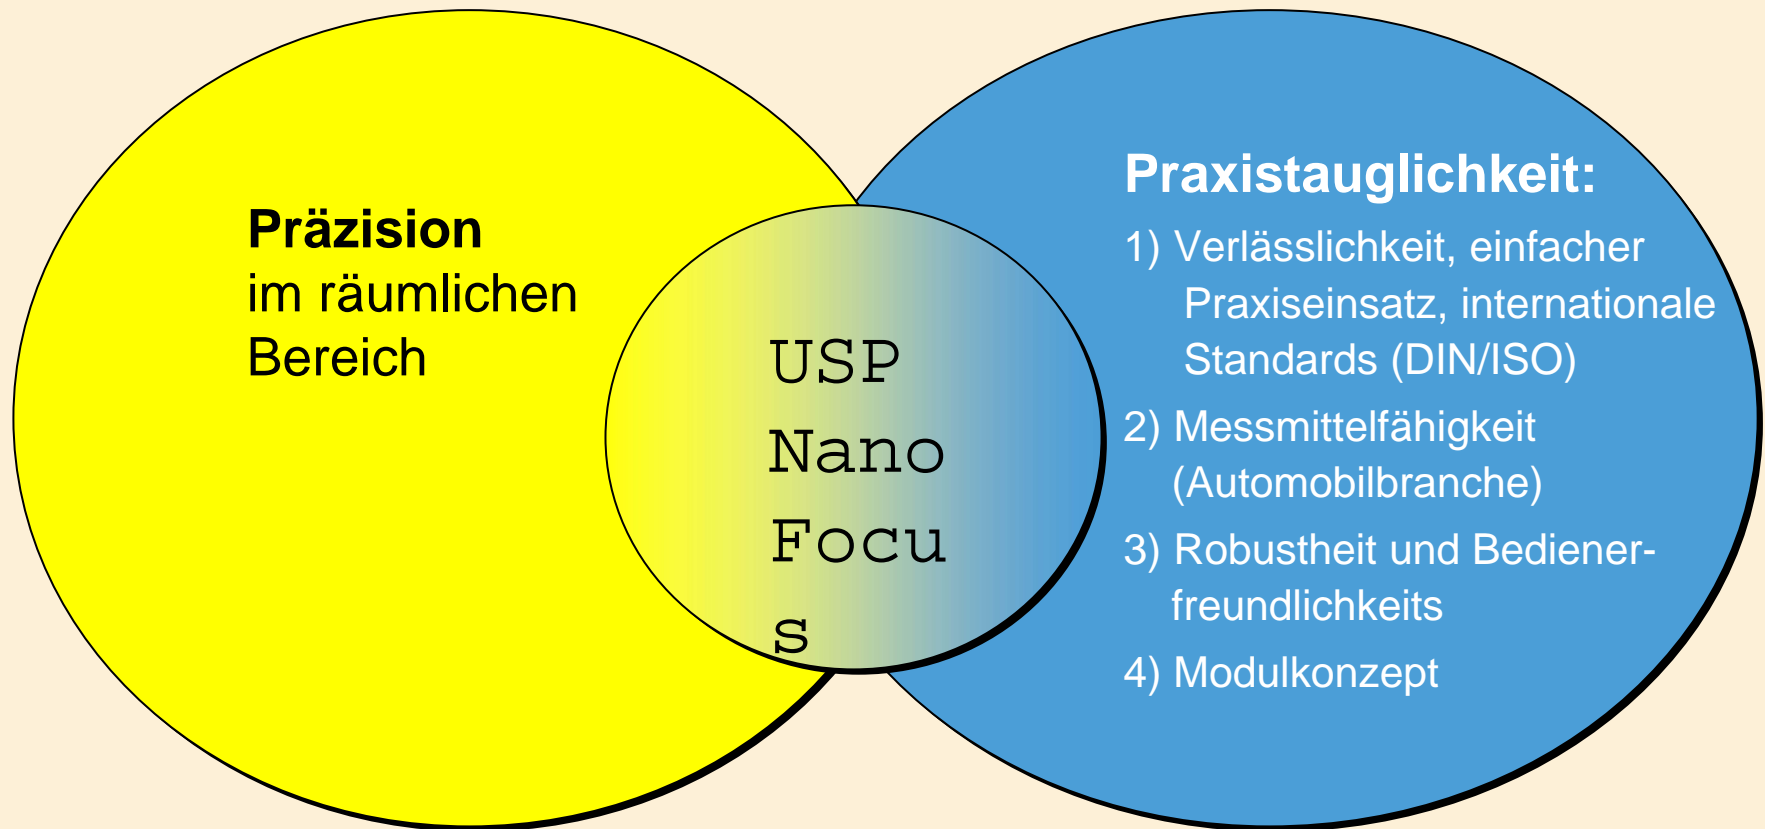 Präzision
im räumlichen
Bereich
USP
Nano
Focu
s
Praxistauglichkeit:
1) Verlässlichkeit, einfacher
Praxiseinsatz, internationale
Standards (DIN/ISO)
2) Messmittelfähigkeit
(Automobilbranche)
3) Robustheit und Bediener-
freundlichkeits
4) Modulkonzept